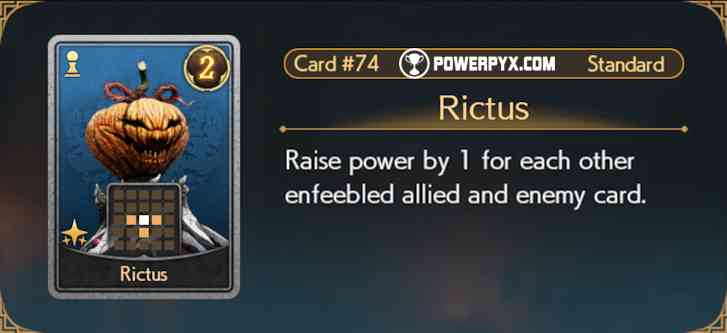 2
Rictus
Card #74 POWERPYX.COM Standard
Rictus
Raise power by 1 for each other
enfeebled allied and enemy card.